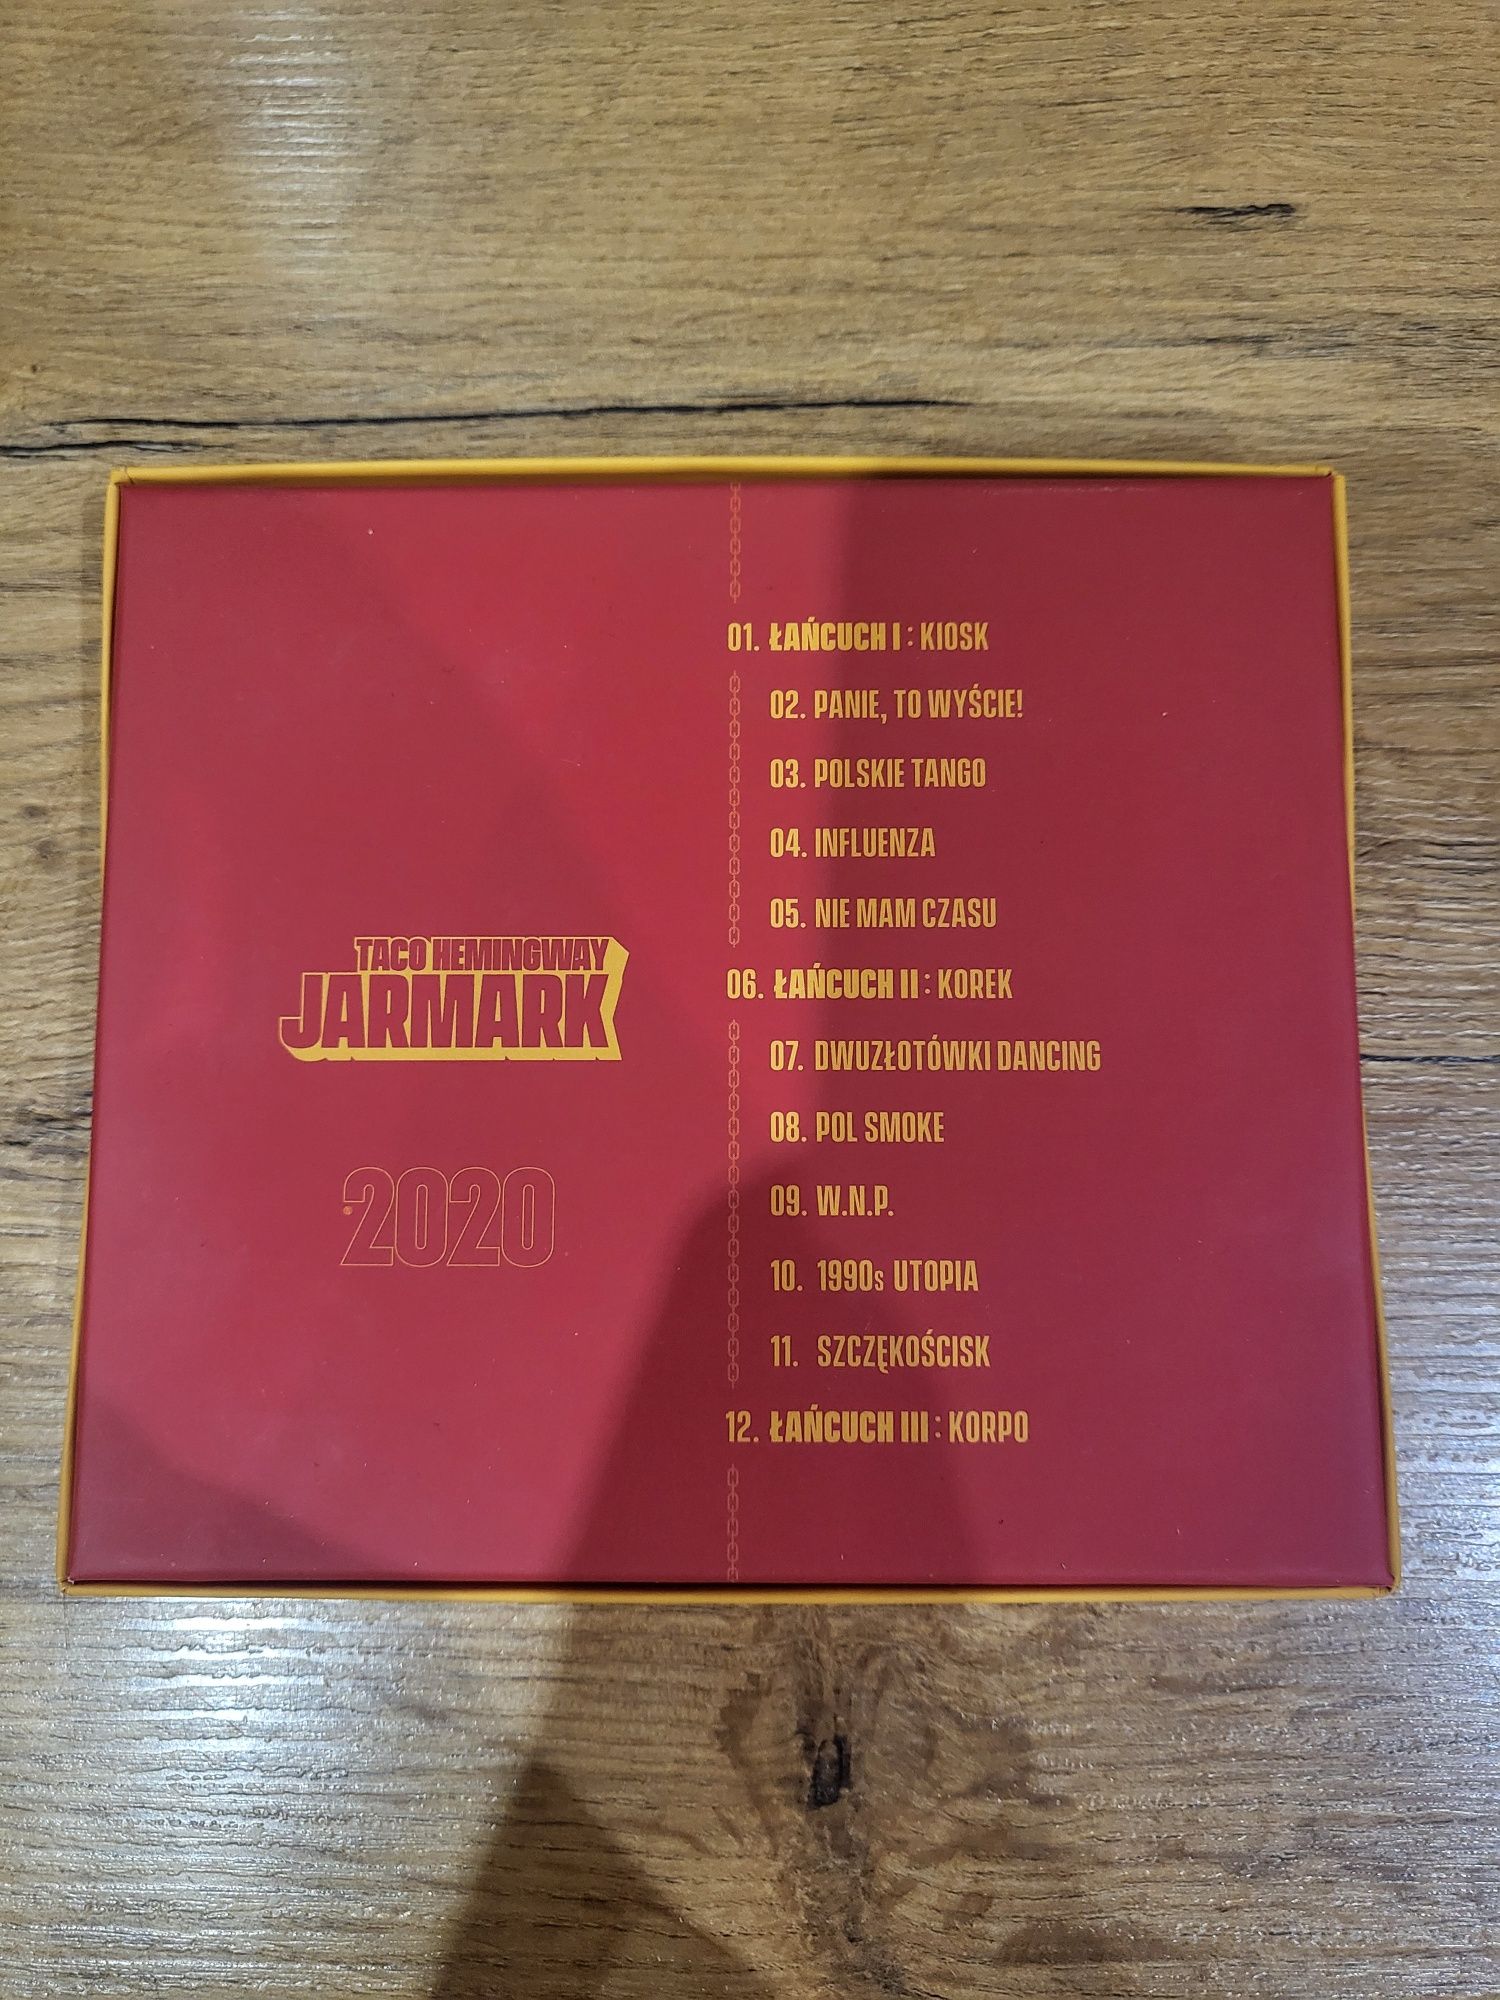 TACO HEMINGWAY
JARMARK
2020
01. ŁAŃCUCH I : KIOSK
02. PANIE, TO WYŚCIE!
03. POLSKIE TANGO
04. INFLUENZA
05. NIE MAM CZASU
06. ŁAŃCUCH II : KOREK
07. DWUZŁOTÓWKI DANCING
08. POL SMOKE
09. W.N.P.
10. 1990s UTOPIA
11. SZCZĘKOŚCISK
12. ŁAŃCUCH III : KORPO